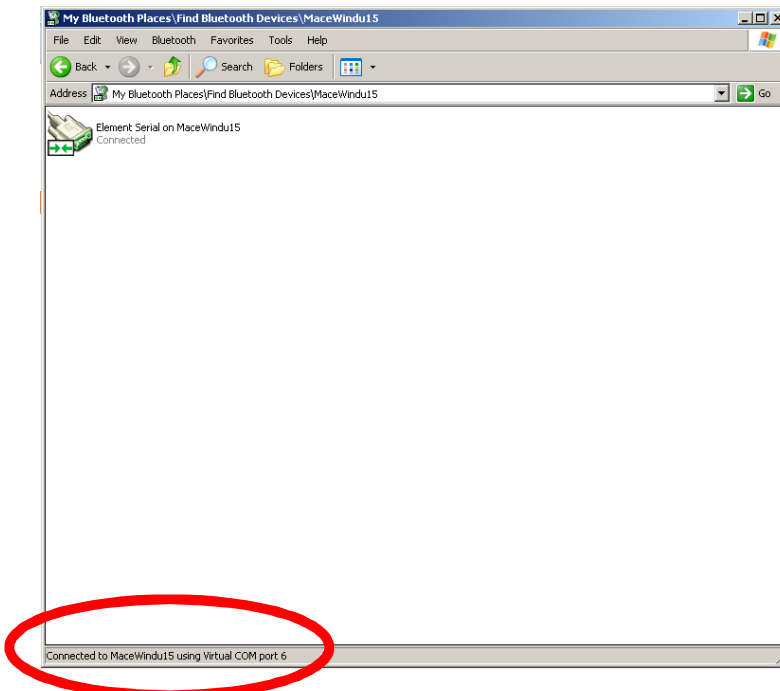 My Bluetooth Places\Find Bluetooth Devices\MaceWindu15
File Edit View Bluetooth Favorites Tools Help
Back Search Folders
Address My Bluetooth Places\Find Bluetooth Devices\MaceWindu15 Go
Element Serial on MaceWindu15
Connected
Connected to MaceWindu15 using Virtual COM port 6